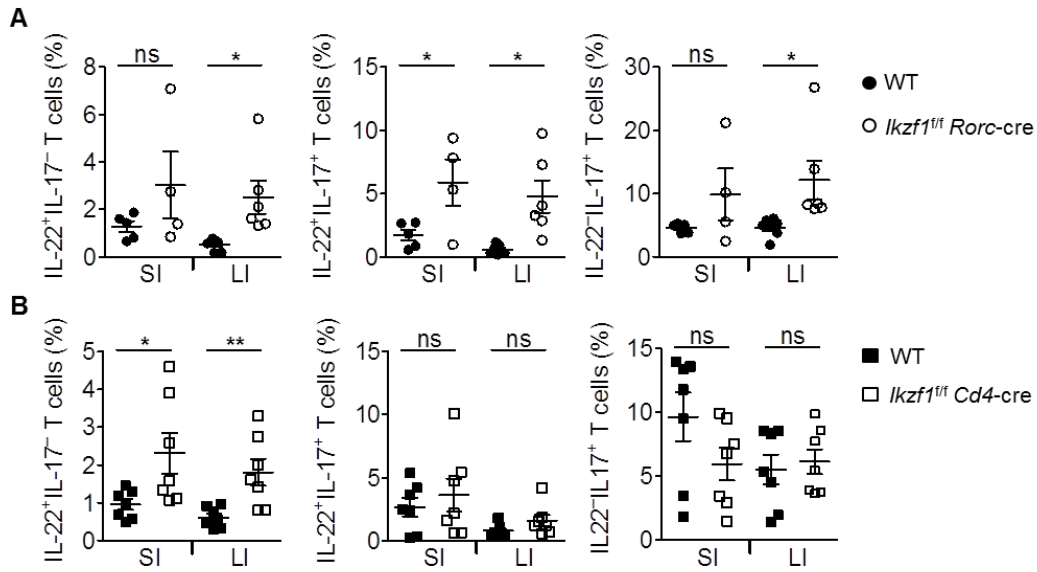 A
IL-22⁺IL-17⁻ T cells (%)
8
6
4
2
0
ns
*
SI
LI
IL-22⁺IL-17⁺ T cells (%)
15
10
5
0
*
*
SI
LI
IL-22⁻IL-17⁺ T cells (%)
30
20
10
0
ns
*
SI
LI
WT
Ikzf1ᶠ/ᶠ Rorc-cre
B
IL-22⁺IL-17⁻ T cells (%)
5
4
3
2
1
0
*
**
SI
LI
IL-22⁺IL-17⁺ T cells (%)
15
10
5
0
ns
ns
SI
LI
IL22⁻IL-17⁺ T cells (%)
15
10
5
0
ns
ns
SI
LI
WT
Ikzf1ᶠ/ᶠ Cd4-cre